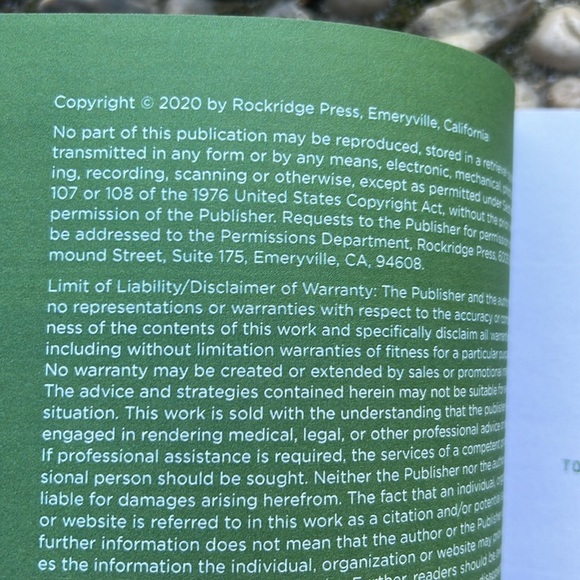 Copyright © 2020 by Rockridge Press, Emeryville, California
No part of this publication may be reproduced, stored in a
transmitted in any form or by any means, electronic, mechanical,
ing, recording, scanning or otherwise, except as permitted under
107 or 108 of the 1976 United States Copyright Act, without the
permission of the Publisher. Requests to the Publisher for permission
be addressed to the Permissions Department, Rockridge Press,
mound Street, Suite 175, Emeryville, CA, 94608.
Limit of Liability/Disclaimer of Warranty: The Publisher and the
no representations or warranties with respect to the accuracy or
ness of the contents of this work and specifically disclaim all
including without limitation warranties of fitness for a particular
No warranty may be created or extended by sales or promotional
The advice and strategies contained herein may not be suitable
situation. This work is sold with the understanding that the
engaged in rendering medical, legal, or other professional advice
If professional assistance is required, the services of a competent
sional person should be sought. Neither the Publisher nor the
liable for damages arising herefrom. The fact that an individual,
or website is referred to in this work as a citation and/or potential
further information does not mean that the author or the
es the information the individual, organization or website may
Further, readers should be
TO